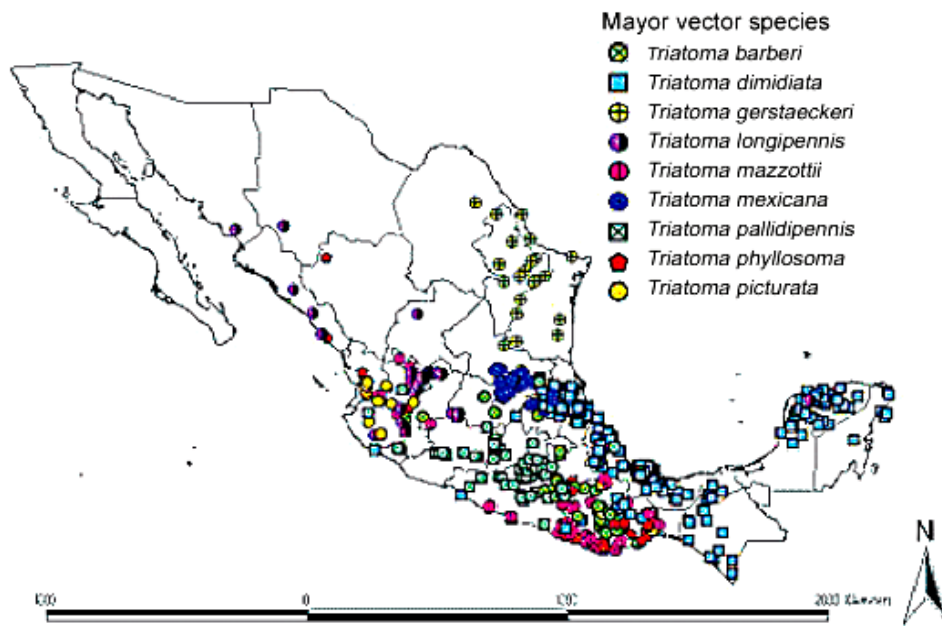 Mayor vector species
Triatoma barberi
Triatoma dimidiata
Triatoma gerstaeckeri
Triatoma longipennis
Triatoma mazzottii
Triatoma mexicana
Triatoma pallidipennis
Triatoma phyllosoma
Triatoma picturata
N
0